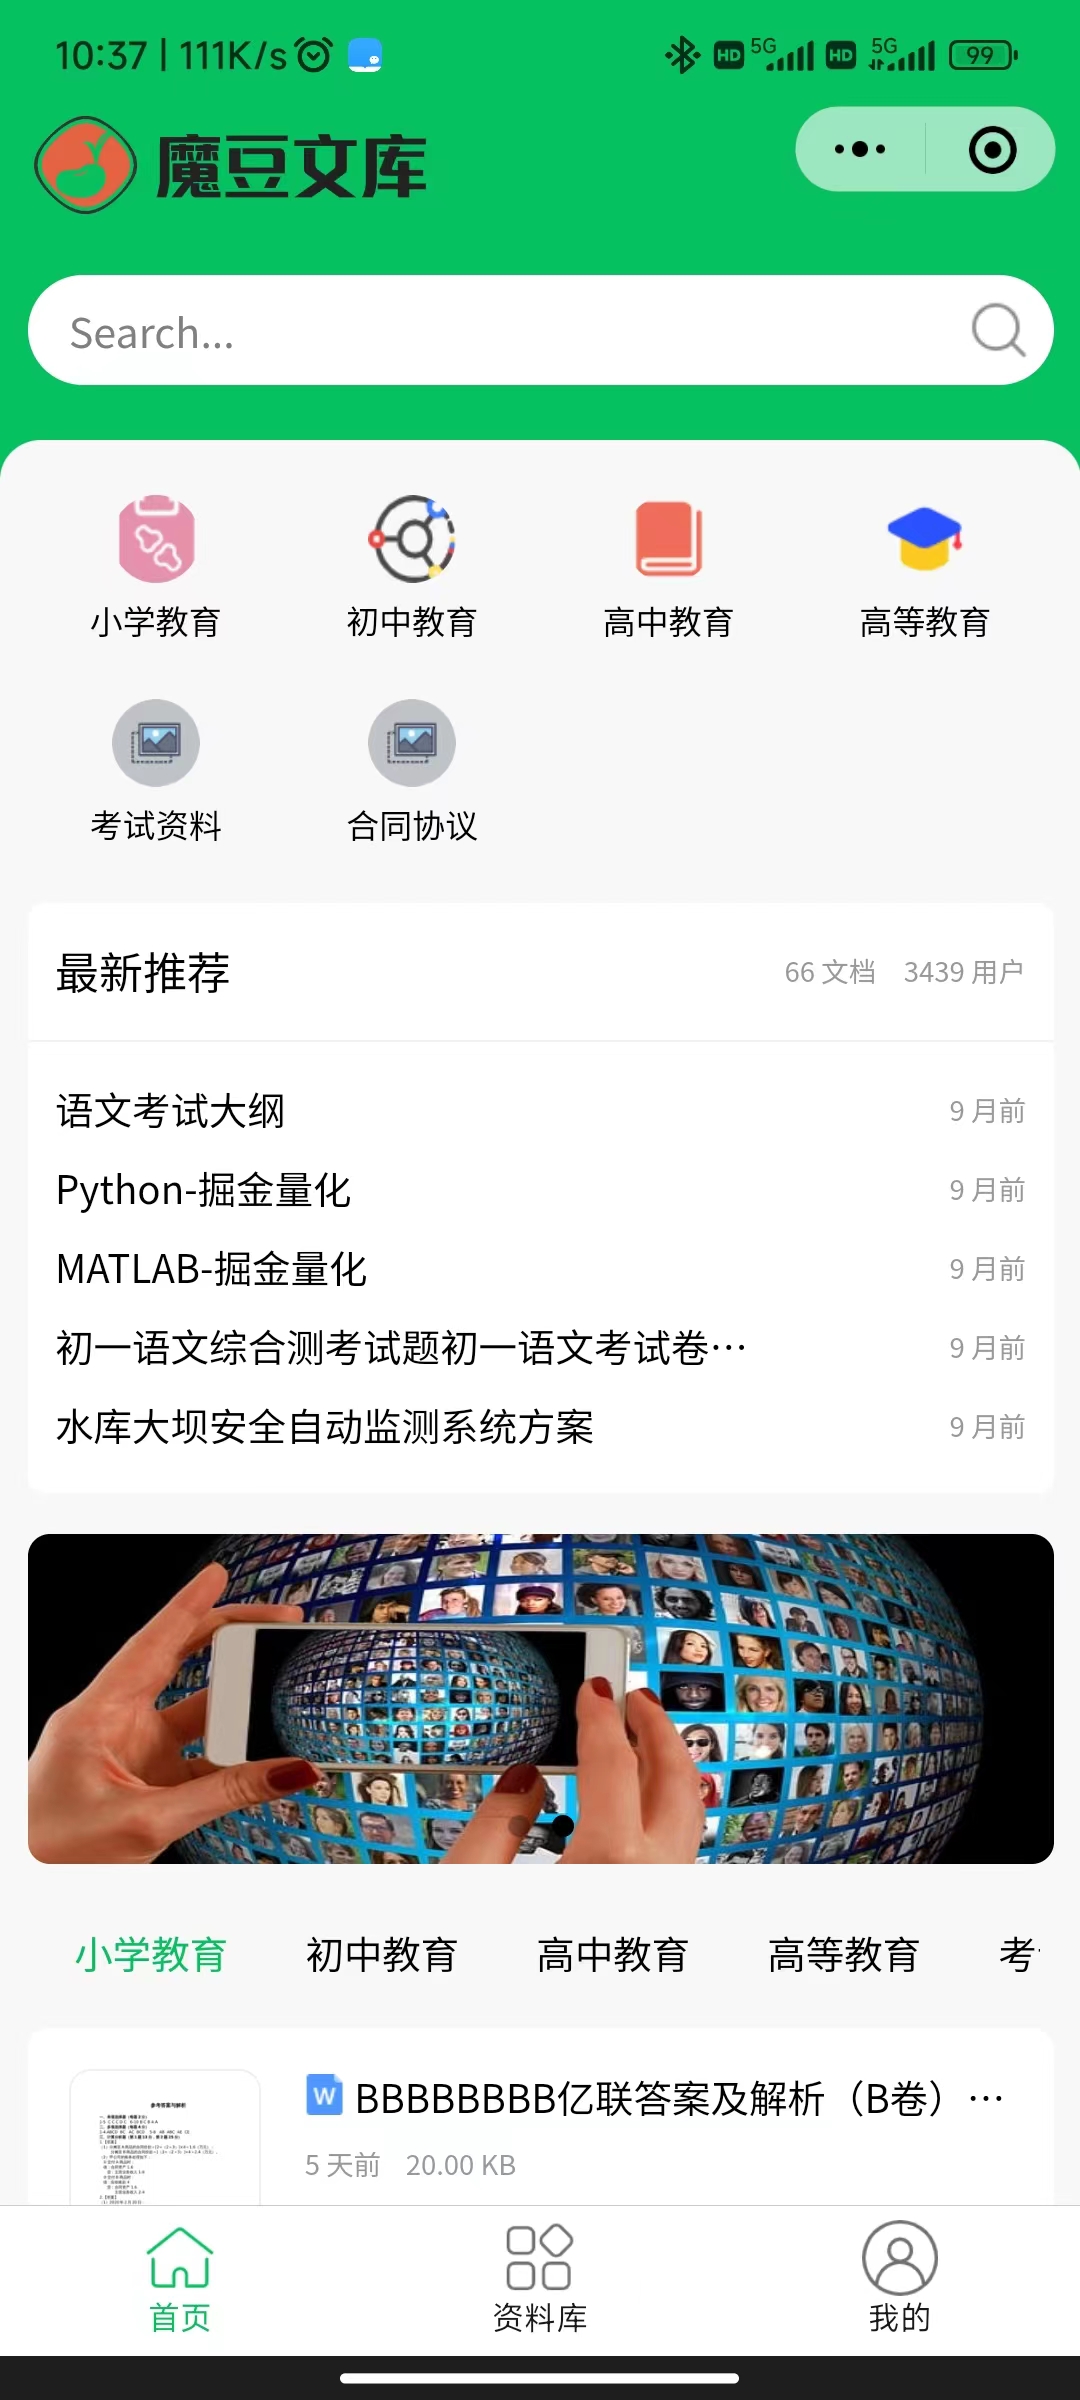 10:37 | 111K/s
HD 5G HD 5G 99
魔豆文库
Search...
小学教育 初中教育 高中教育 高等教育
考试资料 合同协议
最新推荐 66 文档 3439 用户
语文考试大纲 9 月前
Python-掘金量化 9 月前
MATLAB-掘金量化 9 月前
初一语文综合测考试题初一语文考试卷… 9 月前
水库大坝安全自动监测系统方案 9 月前
小学教育 初中教育 高中教育 高等教育 考
参考答案与解析
W BBBBBBBB亿联答案及解析（B卷）…
5 天前 20.00 KB
首页 资料库 我的